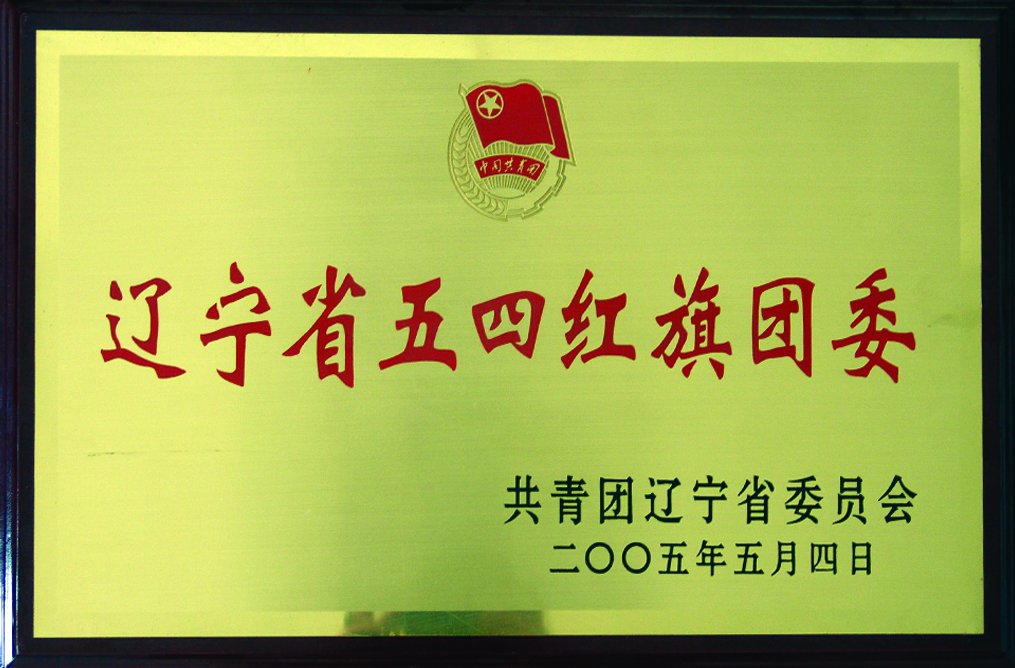 中国共青团
辽宁省五四红旗团委
共青团辽宁省委员会
二〇〇五年五月四日